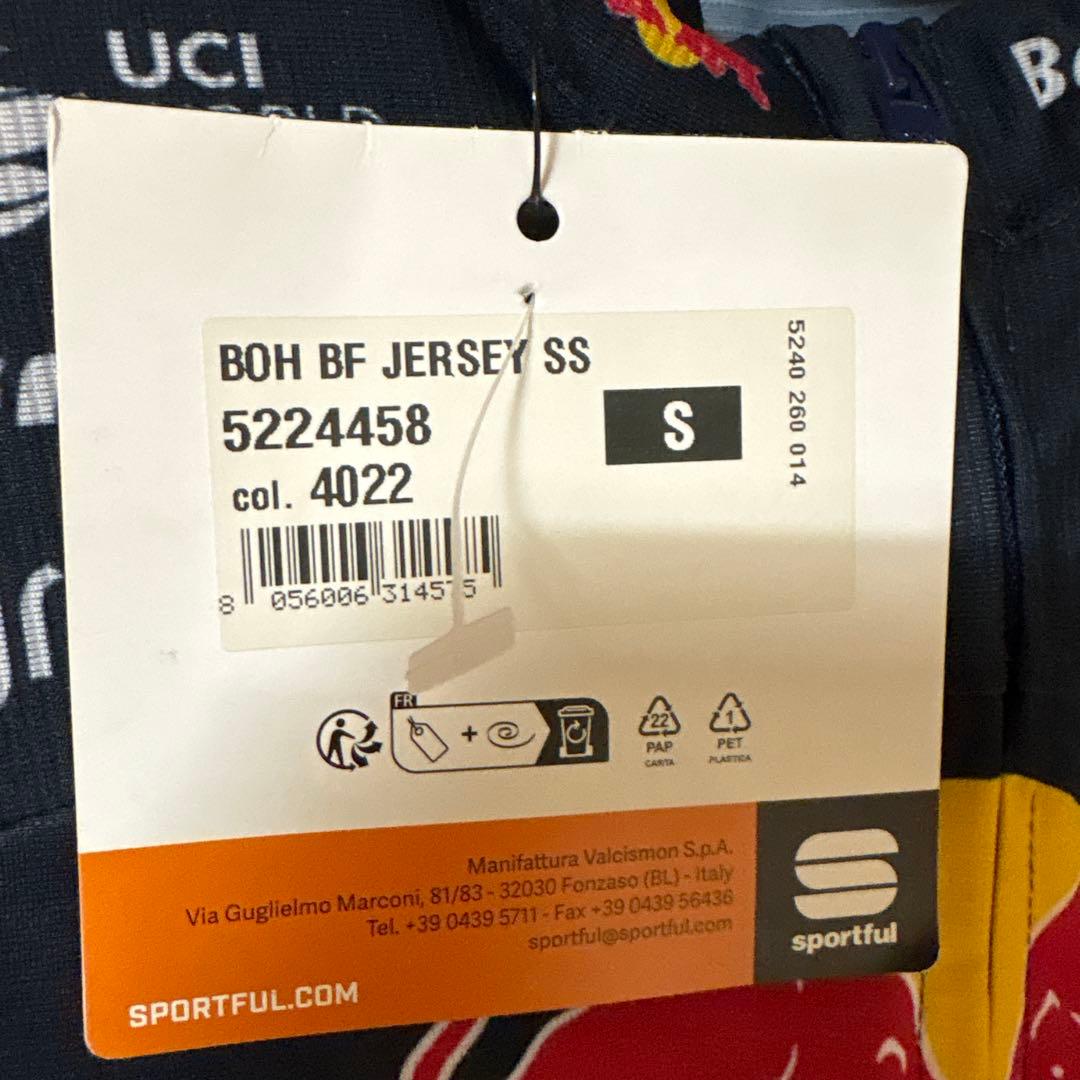 UCI
WORLD
BOH BF JERSEY SS
5224458
S
col. 4022
5240 260 014
8 056006 314575
FR
+
22
PAP
CARTA
1
PET
PLASTICA
Manifattura Valcismon S.p.A.
Via Guglielmo Marconi, 81/83 - 32030 Fonzaso (BL) - Italy
Tel. +39 0439 5711 - Fax +39 0439 56436
sportful@sportful.com
sportful
SPORTFUL.COM